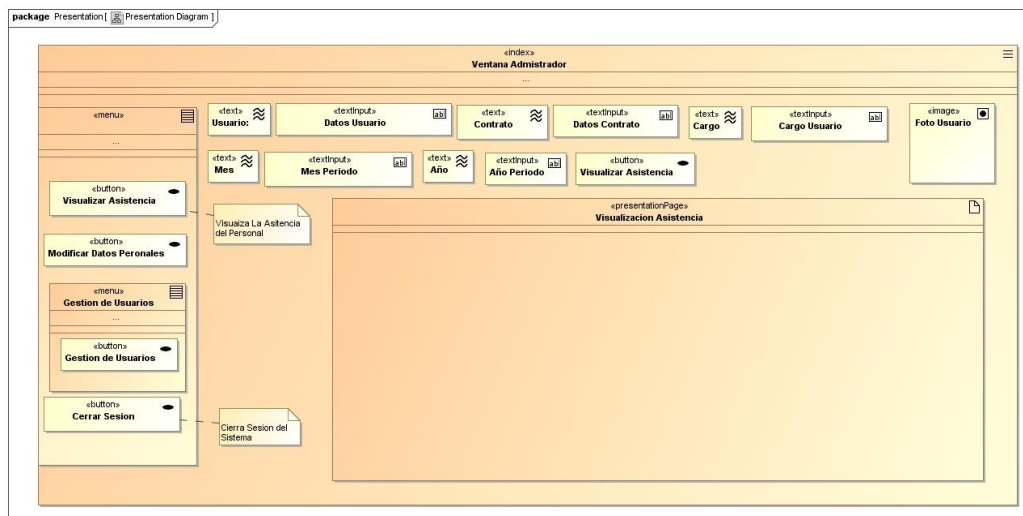 package Presentation [ Presentation Diagram ]
«index»
Ventana Admistrador
...
«menu»
...
«text»
Usuario:
«textInput»
Datos Usuario
«text»
Contrato
«textInput»
Datos Contrato
«text»
Cargo
«textInput»
Cargo Usuario
«image»
Foto Usuario
«text»
Mes
«textInput»
Mes Periodo
«text»
Año
«textInput»
Año Periodo
«button»
Visualizar Asistencia
«button»
Visualizar Asistencia
Visuaiza La Asitencia
del Personal
«presentationPage»
Visualizacion Asistencia
«button»
Modificar Datos Peronales
«menu»
Gestion de Usuarios
...
«button»
Gestion de Usuarios
«button»
Cerrar Sesion
Cierra Sesion del
Sistema